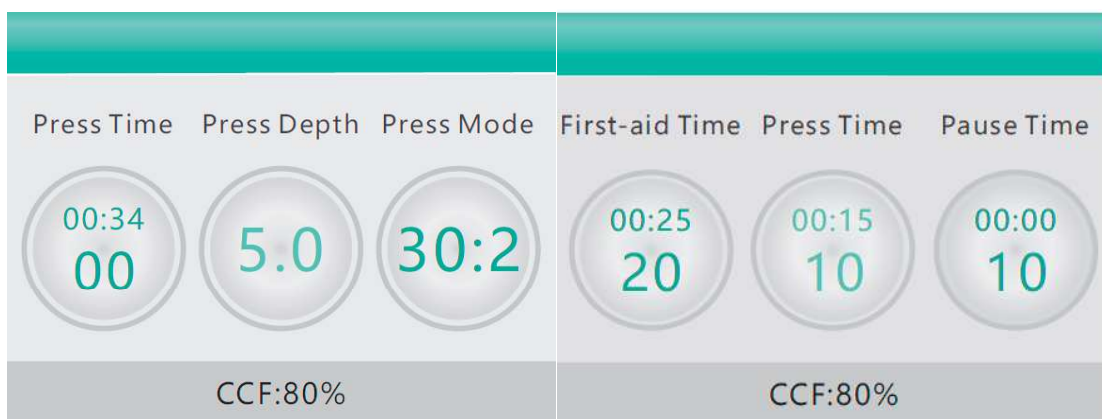 Press Time Press Depth Press Mode
00:34
00
5.0
30:2
CCF:80%
First-aid Time Press Time Pause Time
00:25 00:15 00:00
20 10 10
CCF:80%